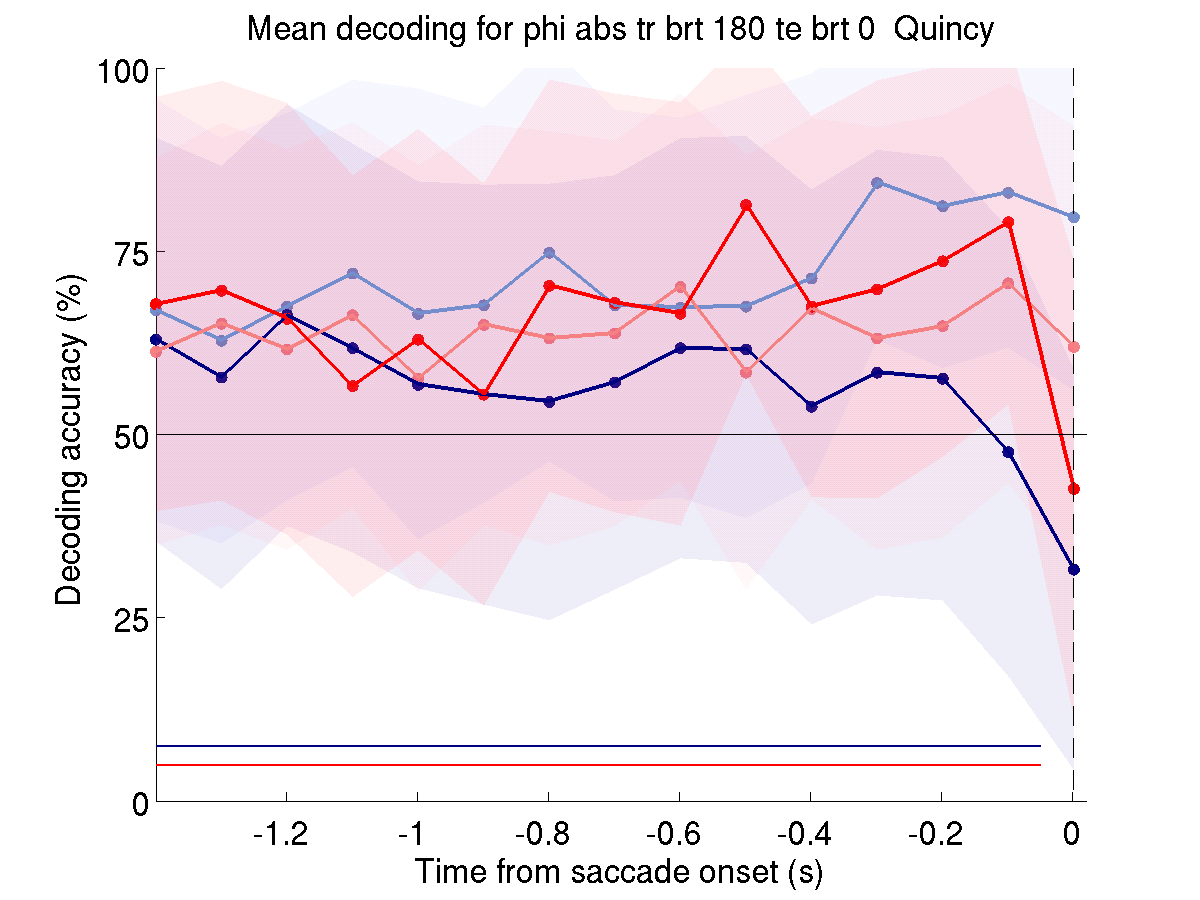 Mean decoding for phi abs tr brt 180 te brt 0  Quincy
100
75
50
25
0
Decoding accuracy (%)
-1.2 -1 -0.8 -0.6 -0.4 -0.2 0
Time from saccade onset (s)